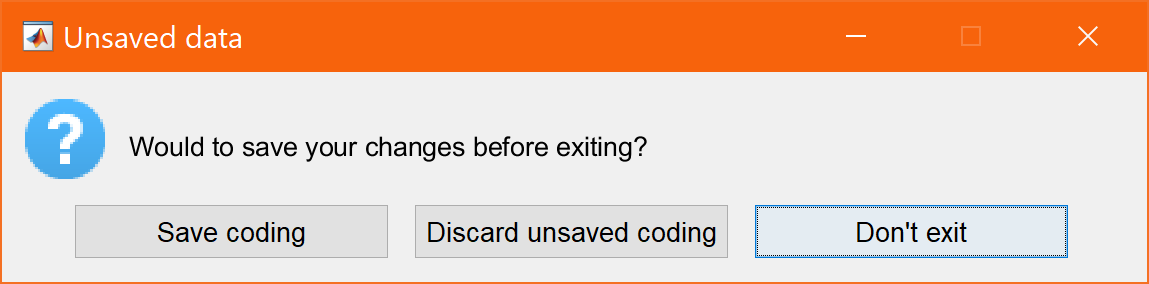 Unsaved data
Would to save your changes before exiting?
Save coding
Discard unsaved coding
Don't exit